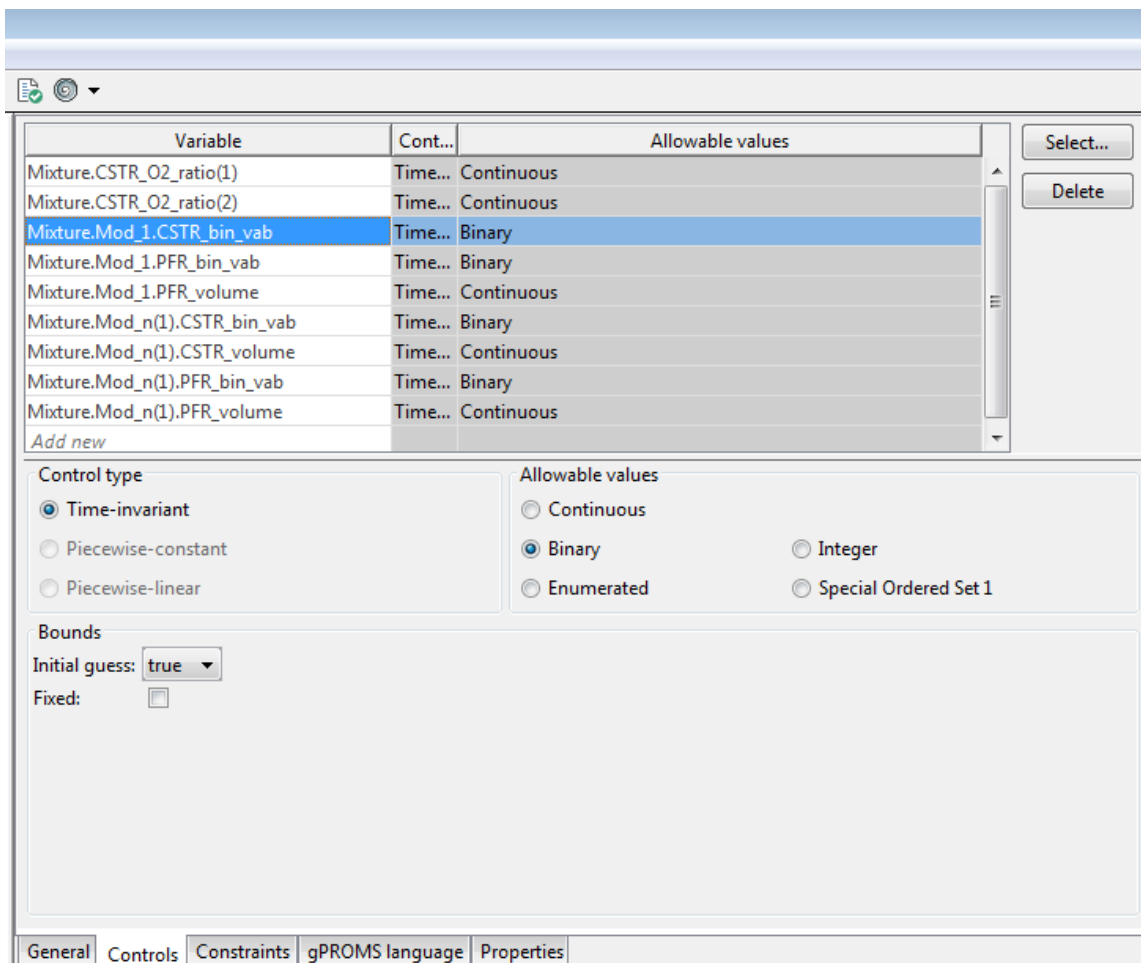 Variable Cont... Allowable values Select...
Mixture.CSTR_O2_ratio(1) Time... Continuous
Mixture.CSTR_O2_ratio(2) Time... Continuous Delete
Mixture.Mod_1.CSTR_bin_vab Time... Binary
Mixture.Mod_1.PFR_bin_vab Time... Binary
Mixture.Mod_1.PFR_volume Time... Continuous
Mixture.Mod_n(1).CSTR_bin_vab Time... Binary
Mixture.Mod_n(1).CSTR_volume Time... Continuous
Mixture.Mod_n(1).PFR_bin_vab Time... Binary
Mixture.Mod_n(1).PFR_volume Time... Continuous
Add new
Control type Allowable values
Time-invariant Continuous
Piecewise-constant Binary Integer
Piecewise-linear Enumerated Special Ordered Set 1
Bounds
Initial guess: true
Fixed:
General Controls Constraints gPROMS language Properties